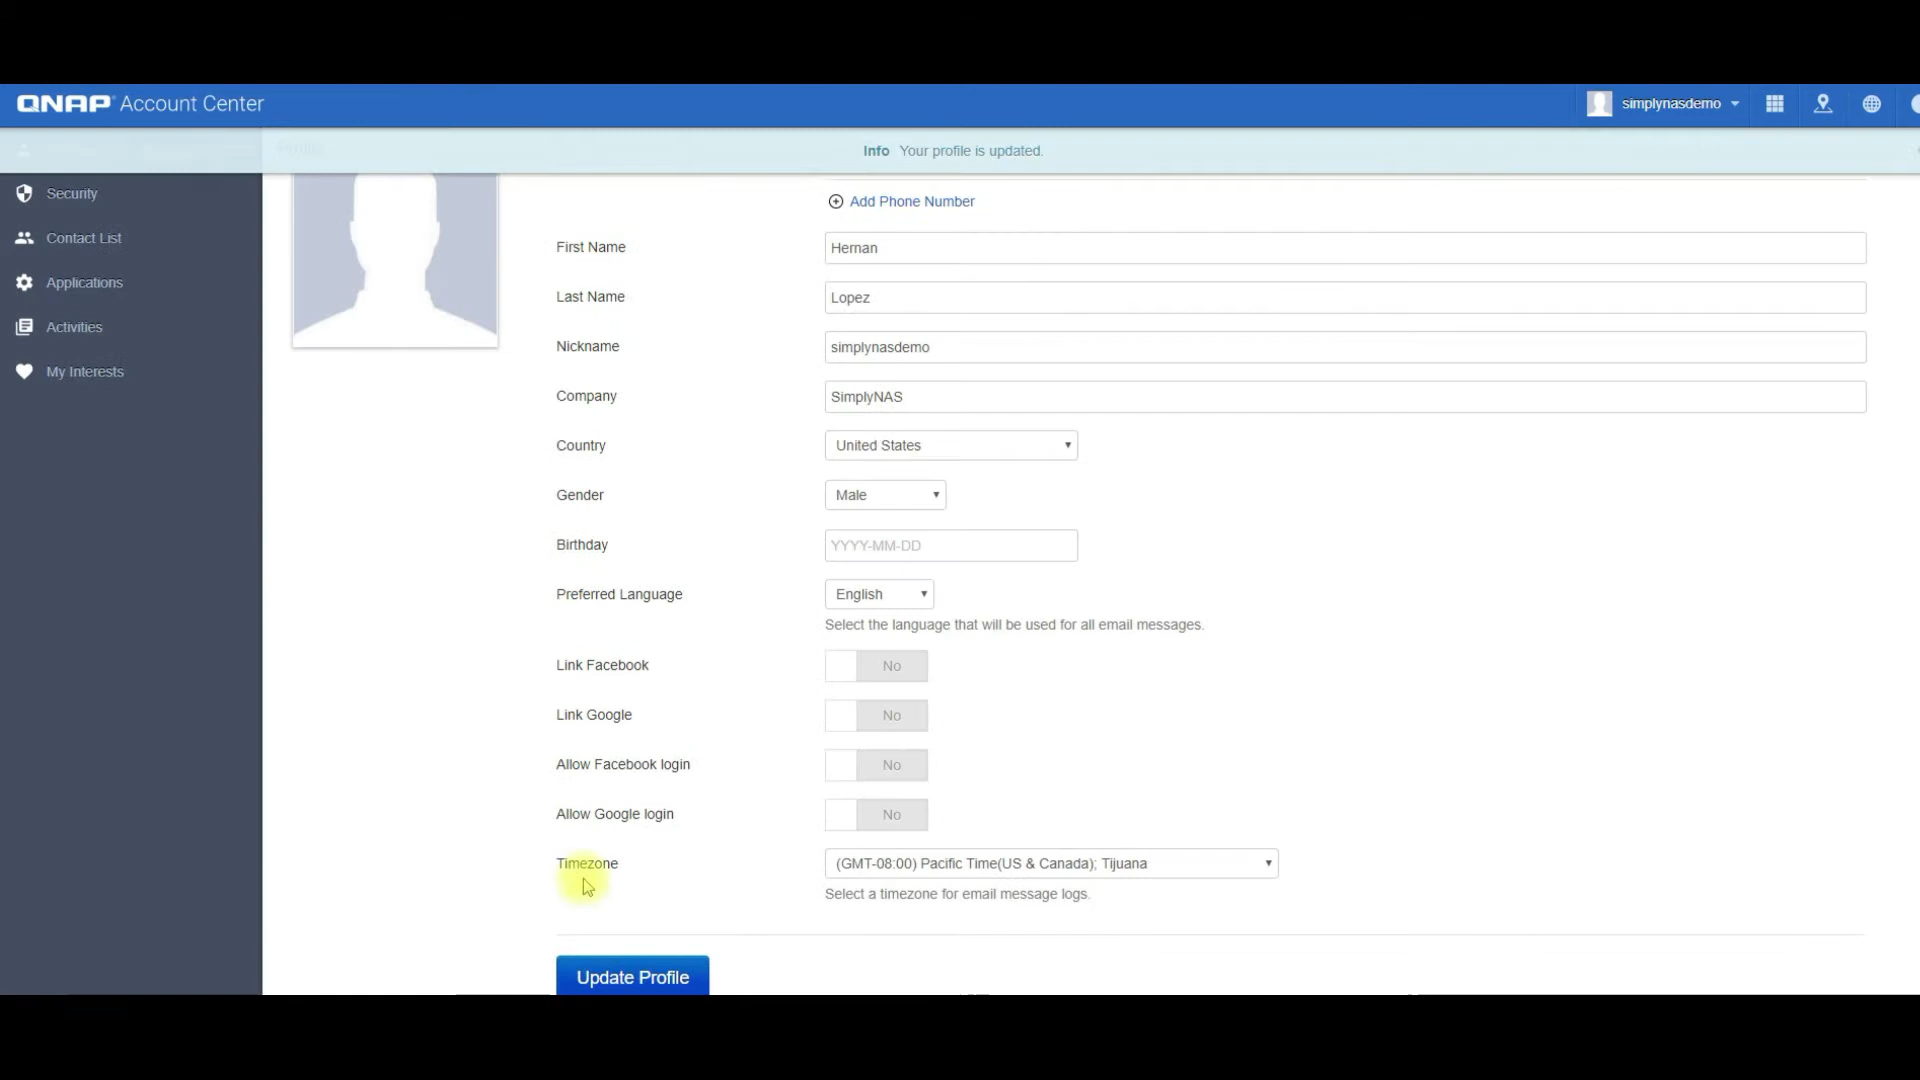 QNAP Account Center
simplynasdemo
Info Your profile is updated.
Security
Contact List
Applications
Activities
My Interests
Add Phone Number
First Name
Hernan
Last Name
Lopez
Nickname
simplynasdemo
Company
SimplyNAS
Country
United States
Gender
Male
Birthday
YYYY-MM-DD
Preferred Language
English
Select the language that will be used for all email messages.
Link Facebook
No
Link Google
No
Allow Facebook login
No
Allow Google login
No
Timezone
(GMT-08:00) Pacific Time(US & Canada); Tijuana
Select a timezone for email message logs.
Update Profile